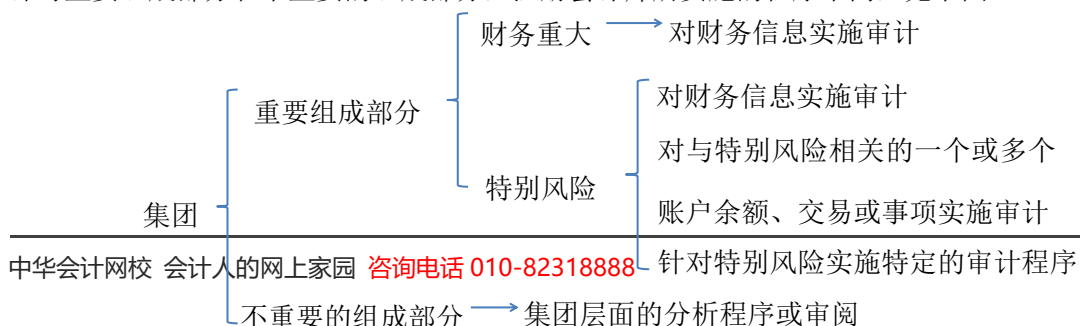 财务重大
对财务信息实施审计
重要组成部分
对财务信息实施审计
对与特别风险相关的一个或多个
特别风险
集团
账户余额、交易或事项实施审计
中华会计网校 会计人的网上家园 咨询电话 010-82318888
针对特别风险实施特定的审计程序
不重要的组成部分
集团层面的分析程序或审阅